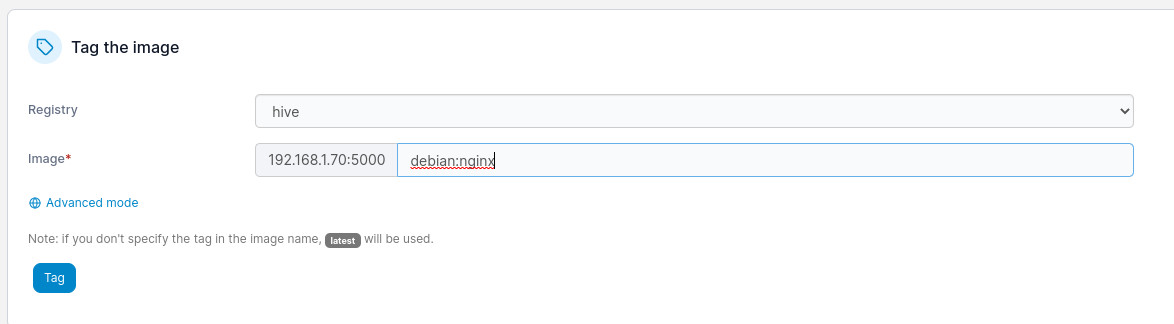 Tag the image
Registry
hive
Image*
192.168.1.70:5000
debian:nginx
Advanced mode
Note: if you don't specify the tag in the image name, latest will be used.
Tag